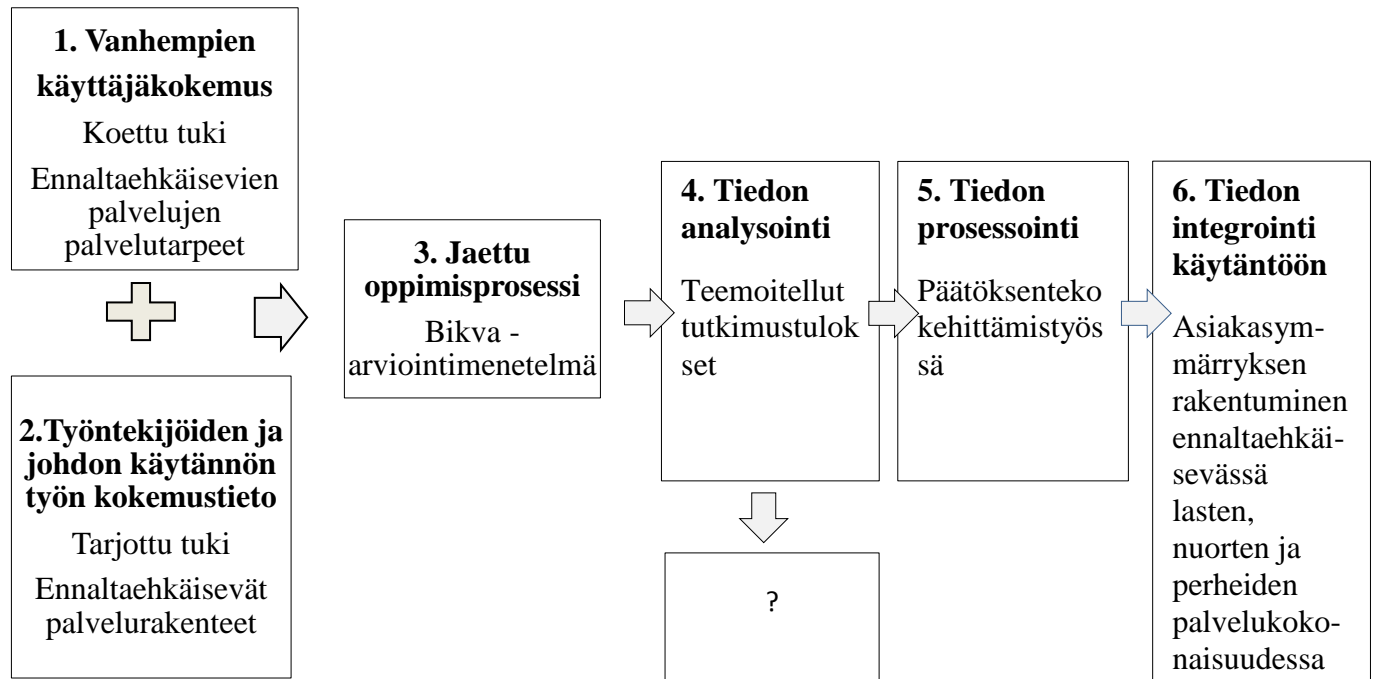 1. Vanhempien
käyttäjäkokemus
Koettu tuki
Ennaltaehkäisevien
palvelujen
palvelutarpeet
2.Työntekijöiden ja
johdon käytännön
työn kokemustieto
Tarjottu tuki
Ennaltaehkäisevät
palvelurakenteet
3. Jaettu
oppimisprosessi
Bikva -
arviointimenetelmä
4. Tiedon
analysointi
Teemoitellut
tutkimustulok
set
?
5. Tiedon
prosessointi
Päätöksenteko
kehittämistyös
sä
6. Tiedon
integrointi
käytäntöön
Asiakasym-
märryksen
rakentuminen
ennaltaehkäi-
sevässä
lasten,
nuorten ja
perheiden
palvelukoko-
naisuudessa